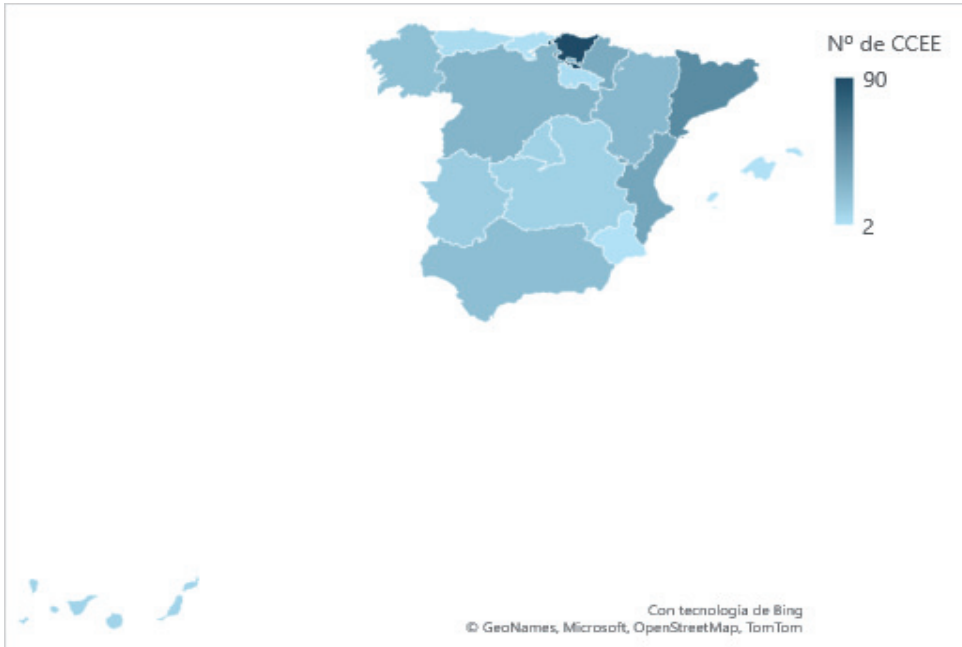 Nº de CCEE
90
2
Con tecnología de Bing
© GeoNames, Microsoft, OpenStreetMap, TomTom